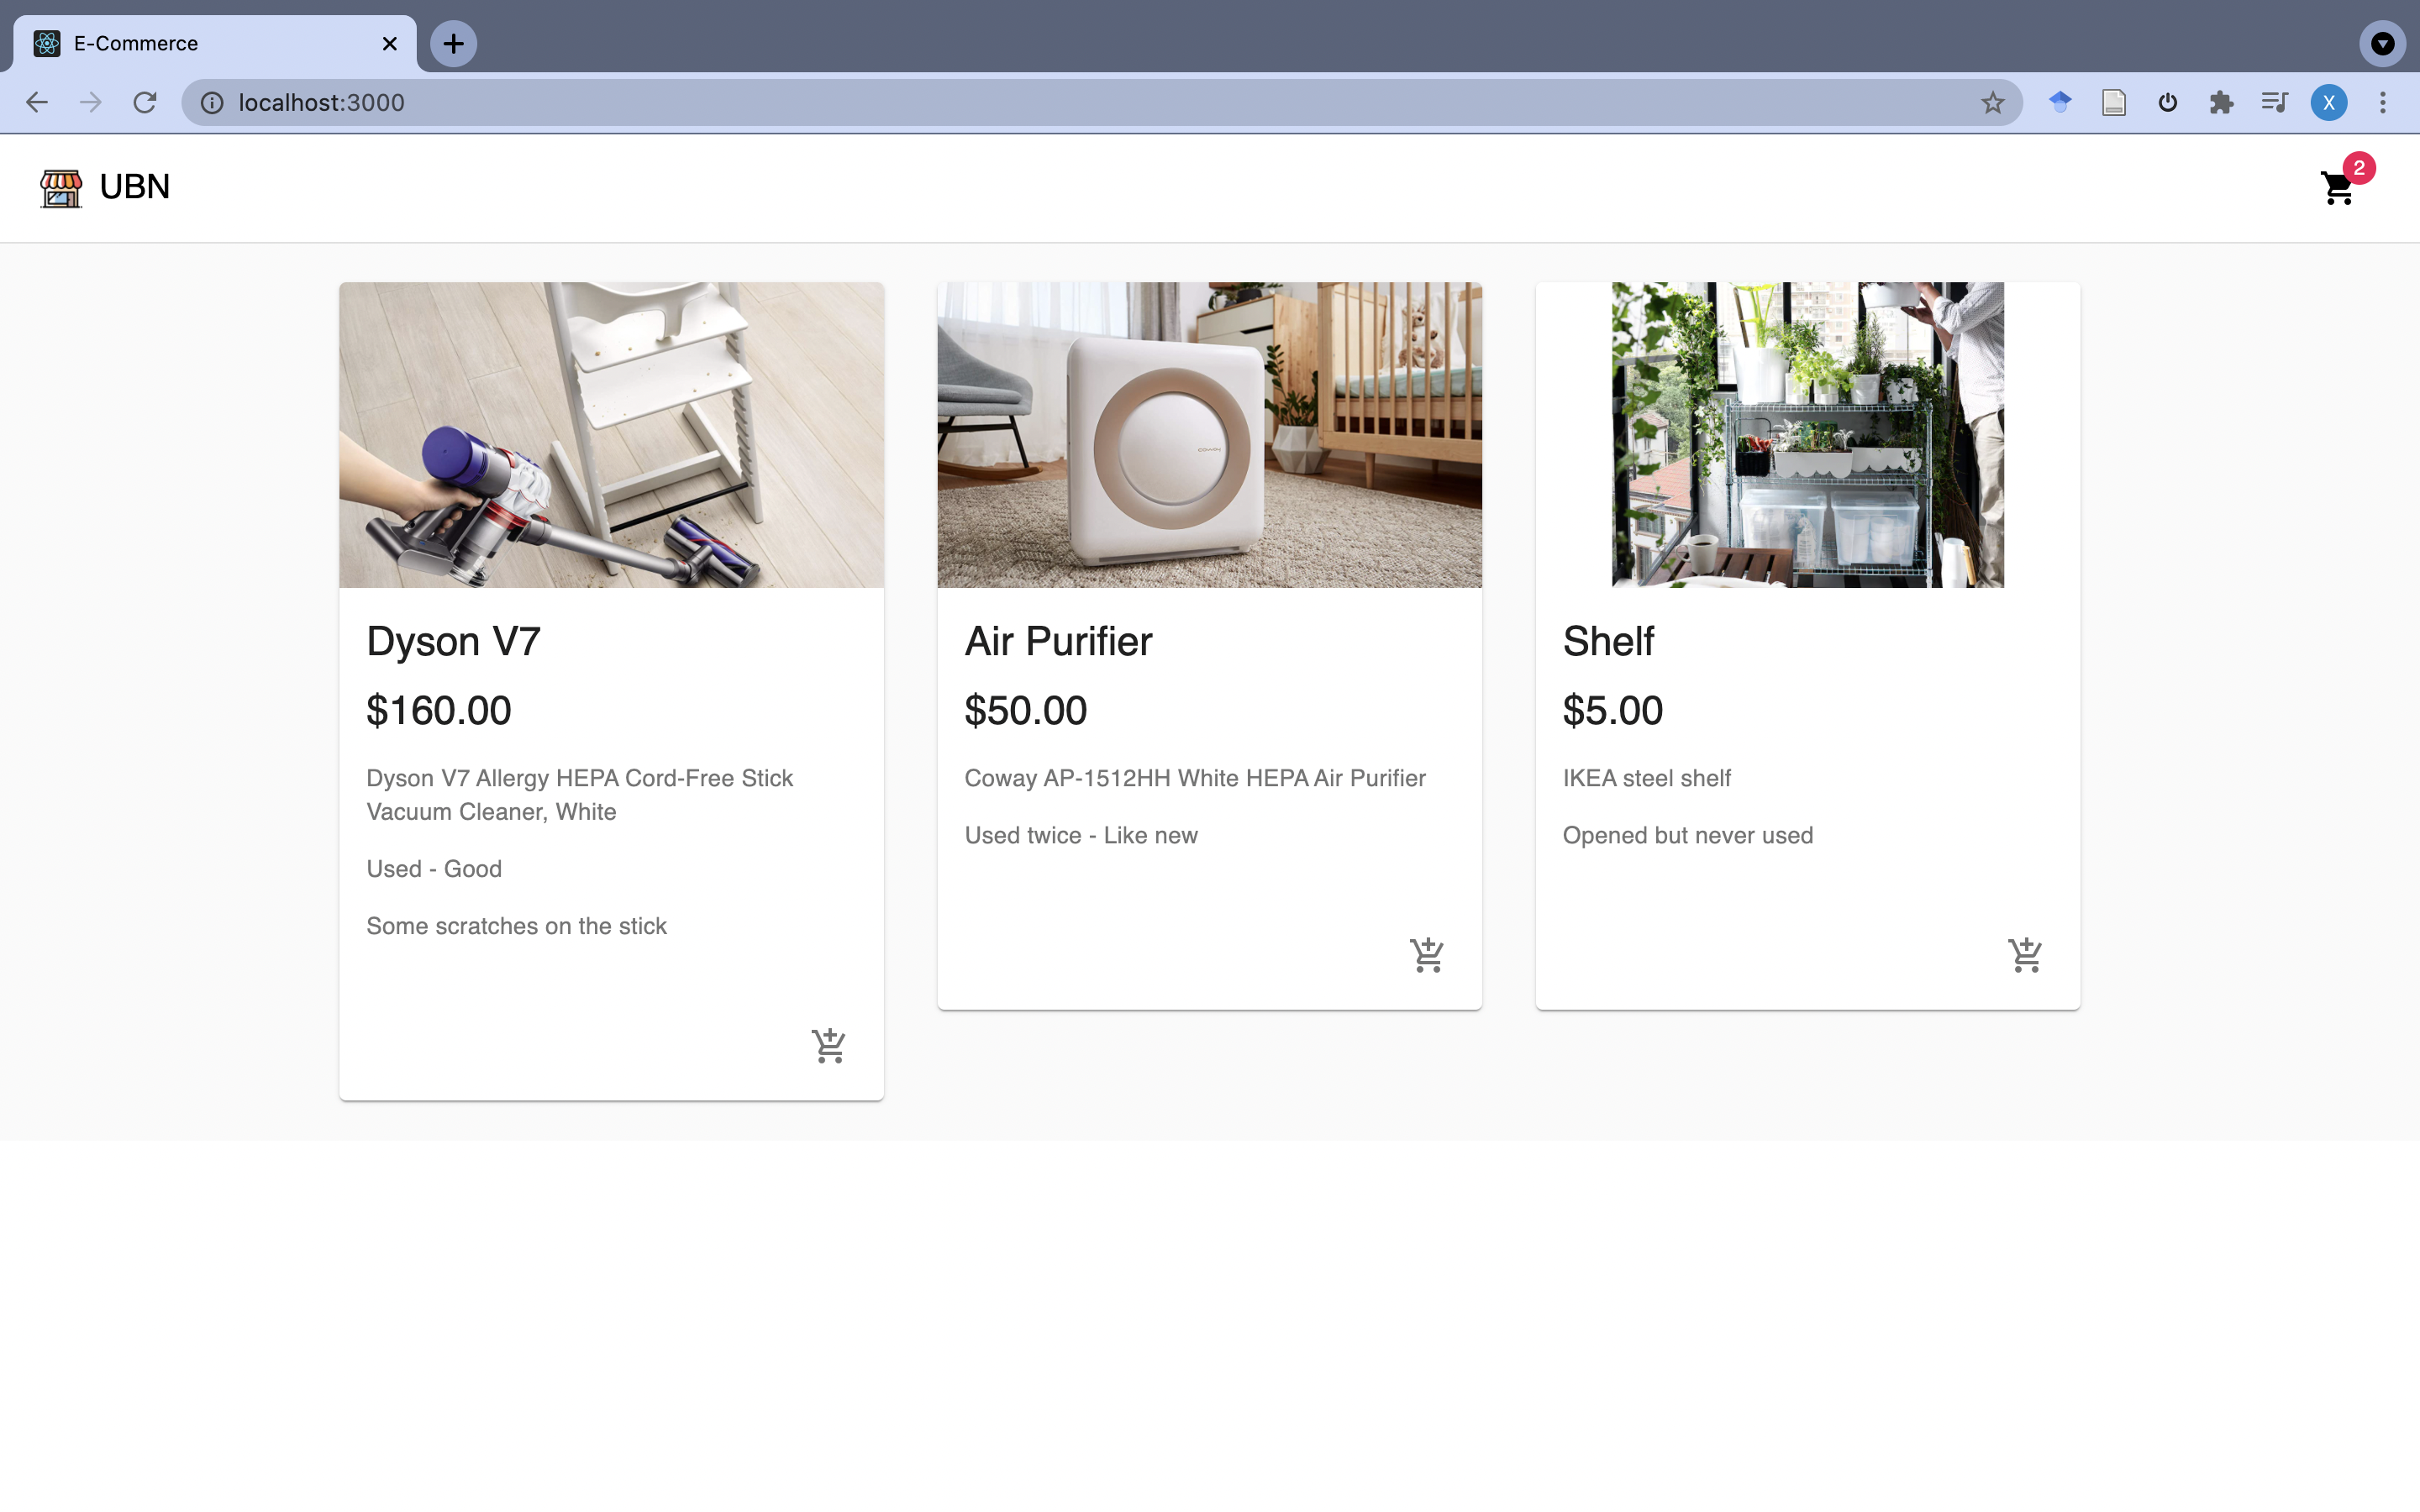 E-Commerce
localhost:3000
X
UBN
2
coway
Dyson V7
$160.00
Dyson V7 Allergy HEPA Cord-Free Stick
Vacuum Cleaner, White
Used - Good
Some scratches on the stick
Air Purifier
$50.00
Coway AP-1512HH White HEPA Air Purifier
Used twice - Like new
Shelf
$5.00
IKEA steel shelf
Opened but never used